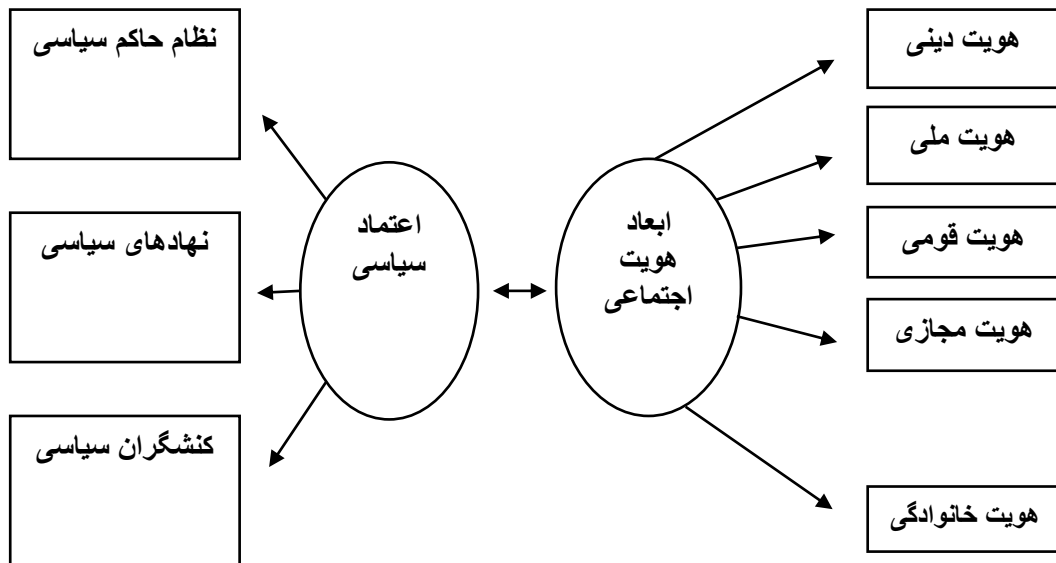 هویت دینی
هویت ملی
هویت قومی
هویت مجازی
هویت خانوادگی
ابعاد
هویت
اجتماعی
اعتماد
سیاسی
نظام حاکم سیاسی
نهادهای سیاسی
کنشگران سیاسی